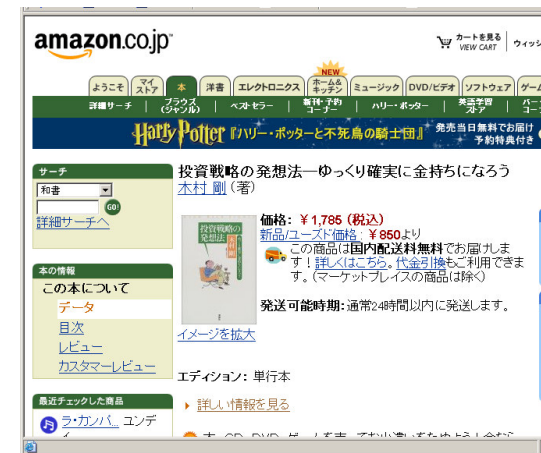 amazon.co.jp
カートを見る
VIEW CART
ウィッシ
ようこそ
マイ
ストア
本
洋書
エレクトロニクス
NEW
ホーム&
キッチン
ミュージック
DVD/ビデオ
ソフトウェア
ゲーム
詳細サーチ
ブラウズ
(ジャンル)
ベストセラー
新刊・予約
コーナー
ハリー・ポッター
英語学習
ストア
Harry Potter 『ハリー・ポッターと不死鳥の騎士団』
発売当日無料でお届け
予約特典付き
サーチ
和書
GO!
詳細サーチへ
本の情報
この本について
データ
目次
レビュー
カスタマーレビュー
最近チェックした商品
ラ・カンパ... コンデ
投資戦略の発想法―ゆっくり確実に金持ちになろう
木村 剛 (著)
投資戦略の
発想法
木村 剛
イメージを拡大
価格: ¥1,785 (税込)
新品/ユーズド価格 : ¥850より
この商品は国内配送料無料でお届けしま
す! 詳しくはこちら。代金引換もご利用できま
す。(マーケットプレイスの商品は除く)
発送可能時期: 通常24時間以内に発送します。
エディション: 単行本
詳しい情報を見る